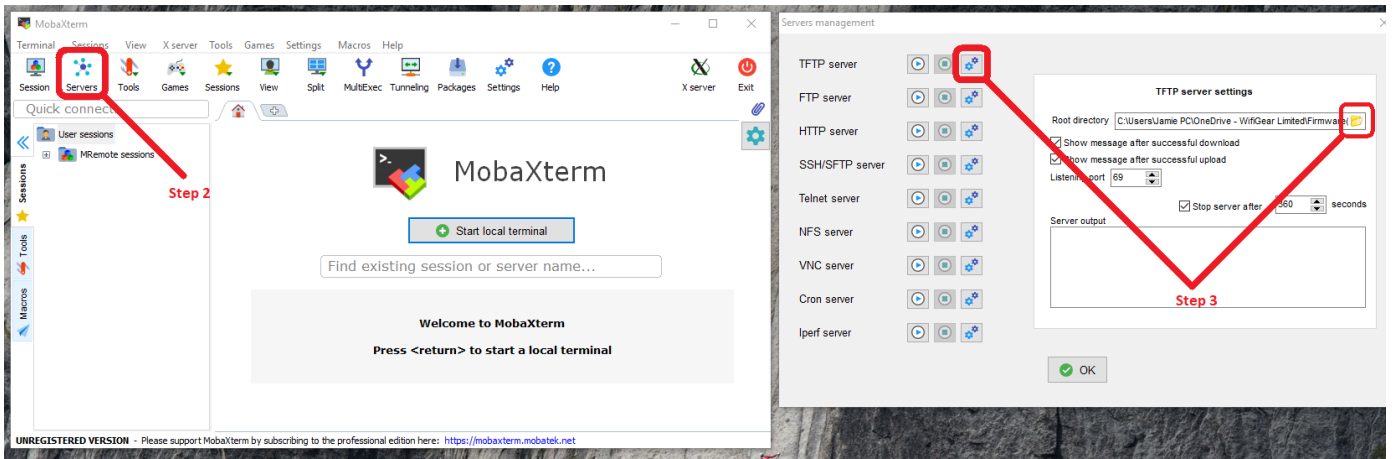 MobaXterm
Terminal Sessions View X server Tools Games Settings Macros Help
Session Servers Tools Games Sessions View Split MultiExec Tunneling Packages Settings Help X server Exit
Quick connect
User sessions
MRemote sessions
Sessions
Tools
Macros
Step 2
MobaXterm
Start local terminal
Find existing session or server name...
Welcome to MobaXterm
Press <return> to start a local terminal
UNREGISTERED VERSION - Please support MobaXterm by subscribing to the professional edition here: https://mobaxterm.mobatek.net
Servers management
TFTP server
FTP server
HTTP server
SSH/SFTP server
Telnet server
NFS server
VNC server
Cron server
Iperf server
TFTP server settings
Root directory C:\Users\Jamie PC\OneDrive - WifiGear Limited\Firmware(
Show message after successful download
Show message after successful upload
Listening port 69
Stop server after 360 seconds
Server output
Step 3
OK